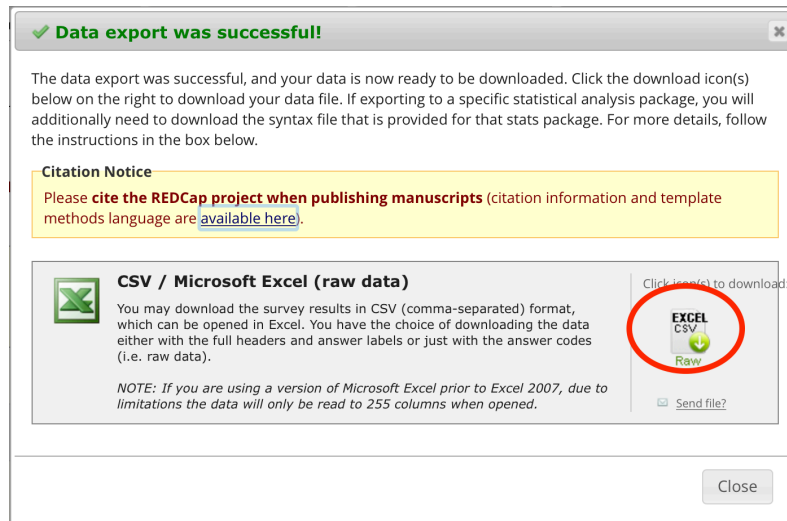 Data export was successful!
The data export was successful, and your data is now ready to be downloaded. Click the download icon(s)
below on the right to download your data file. If exporting to a specific statistical analysis package, you will
additionally need to download the syntax file that is provided for that stats package. For more details, follow
the instructions in the box below.
Citation Notice
Please cite the REDCap project when publishing manuscripts (citation information and template
methods language are available here).
CSV / Microsoft Excel (raw data)
You may download the survey results in CSV (comma-separated) format,
which can be opened in Excel. You have the choice of downloading the data
either with the full headers and answer labels or just with the answer codes
(i.e. raw data).
NOTE: If you are using a version of Microsoft Excel prior to Excel 2007, due to
limitations the data will only be read to 255 columns when opened.
Click icon(s) to download:
EXCEL
CSV
Raw
Send file?
Close